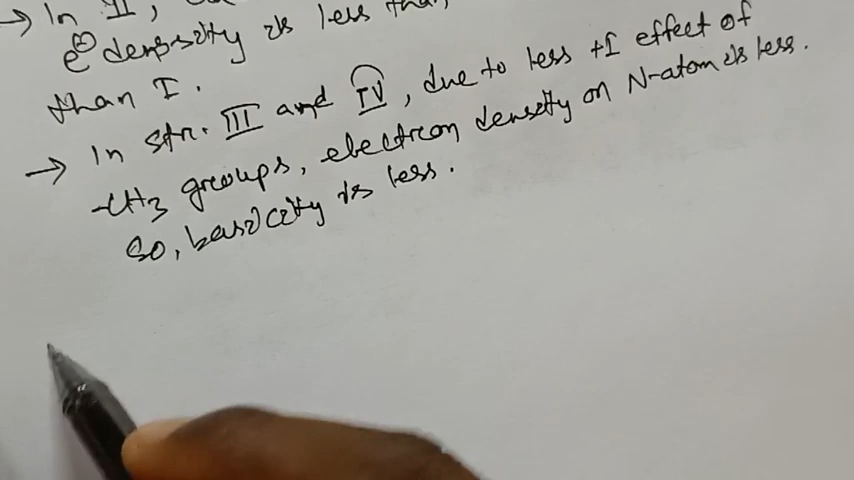 → In II,
e⊖ density is less than
than I.
→ In str. III and IV, due to less +I effect of
-CH3 groups, electron density on N-atom is less.
So, basicity is less.